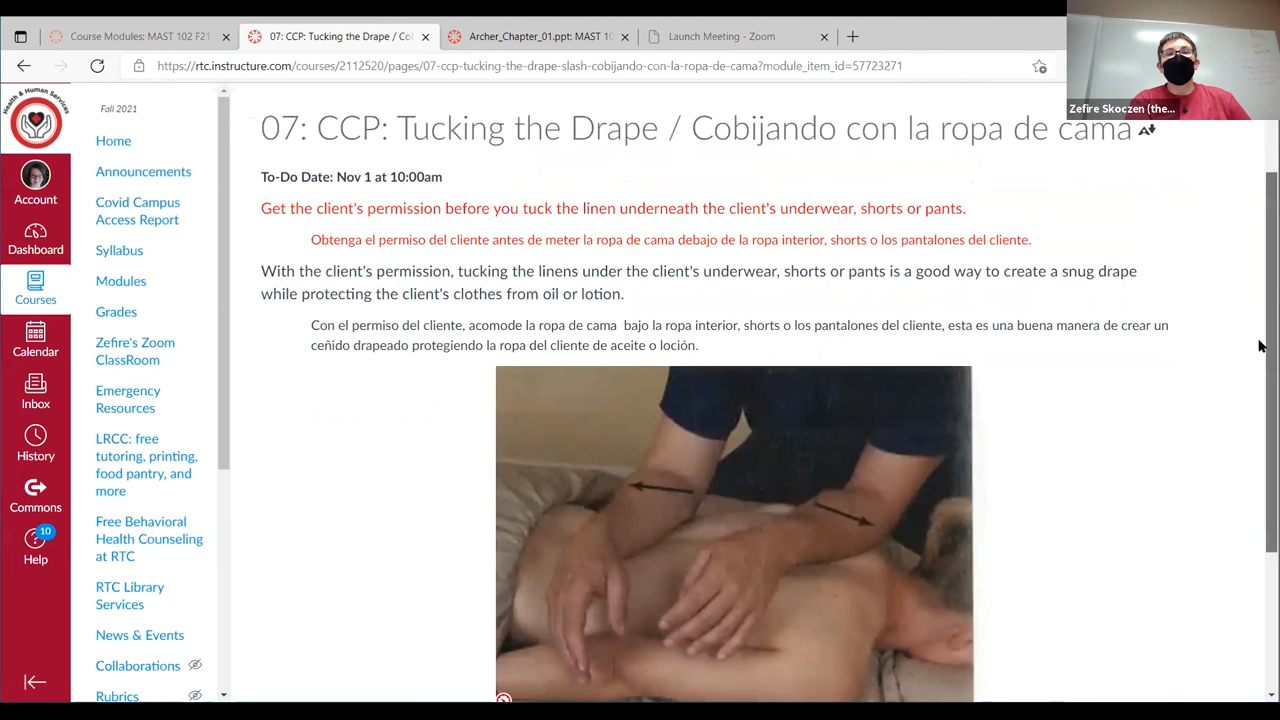 Course Modules: MAST 102 F21
07: CCP: Tucking the Drape / Col
Archer_Chapter_01.ppt: MAST 10
Launch Meeting - Zoom
https://rtc.instructure.com/courses/2112520/pages/07-ccp-tucking-the-drape-slash-cobijando-con-la-ropa-de-cama?module_item_id=57723271
Zefire Skoczen (the...
Health & Human Services
Account
Dashboard
Courses
Calendar
Inbox
History
Commons
10
Help
Fall 2021
Home
Announcements
Covid Campus
Access Report
Syllabus
Modules
Grades
Zefire's Zoom
ClassRoom
Emergency
Resources
LRCC: free
tutoring, printing,
food pantry, and
more
Free Behavioral
Health Counseling
at RTC
RTC Library
Services
News & Events
Collaborations
Rubrics
07: CCP: Tucking the Drape / Cobijando con la ropa de cama
To-Do Date: Nov 1 at 10:00am
Get the client's permission before you tuck the linen underneath the client's underwear, shorts or pants.
Obtenga el permiso del cliente antes de meter la ropa de cama debajo de la ropa interior, shorts o los pantalones del cliente.
With the client's permission, tucking the linens under the client's underwear, shorts or pants is a good way to create a snug drape
while protecting the client's clothes from oil or lotion.
Con el permiso del cliente, acomode la ropa de cama bajo la ropa interior, shorts o los pantalones del cliente, esta es una buena manera de crear un
ceñido drapeado protegiendo la ropa del cliente de aceite o loción.